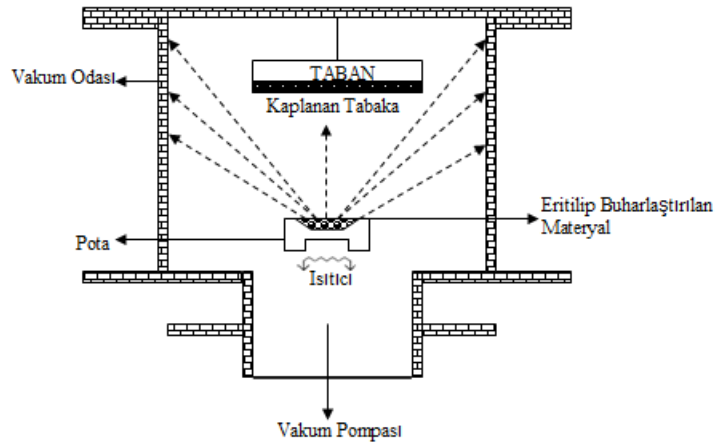 TABAN
Vakum Odası
Kaplanan Tabaka
Eritilip Buharlaştırılan
Materyal
Pota
Isıtıcı
Vakum Pompası